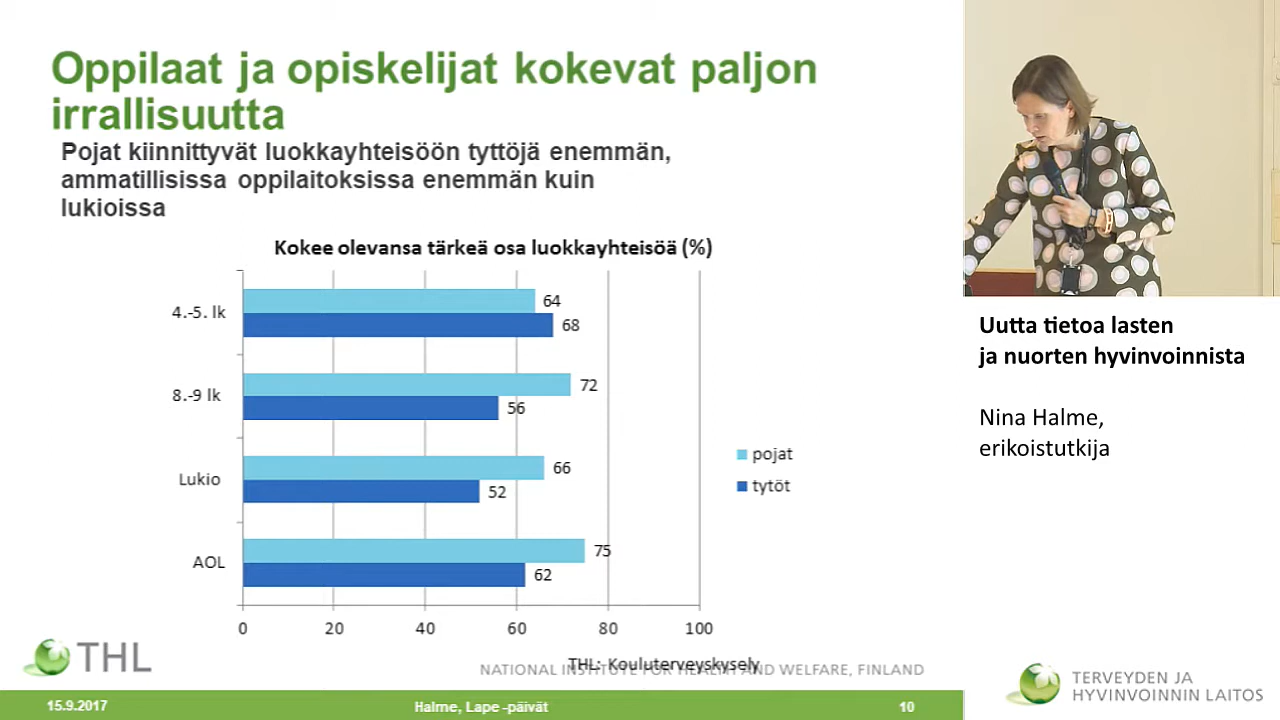 Oppilaat ja opiskelijat kokevat paljon
irrallisuutta
Pojat kiinnittyvät luokkayhteisöön tyttöjä enemmän,
ammatillisissa oppilaitoksissa enemmän kuin
lukioissa
Kokee olevansa tärkeä osa luokkayhteisöä (%)
4.-5. lk
64
68
8.-9 lk
72
56
Lukio
66
52
AOL
75
62
0 20 40 60 80 100
pojat
tytöt
THL: Kouluterveyskysely
THL
NATIONAL INSTITUTE FOR HEALTH AND WELFARE, FINLAND
15.9.2017
Halme, Lape -päivät
10
Uutta tietoa lasten
ja nuorten hyvinvoinnista
Nina Halme,
erikoistutkija
TERVEYDEN JA
HYVINVOINNIN LAITOS